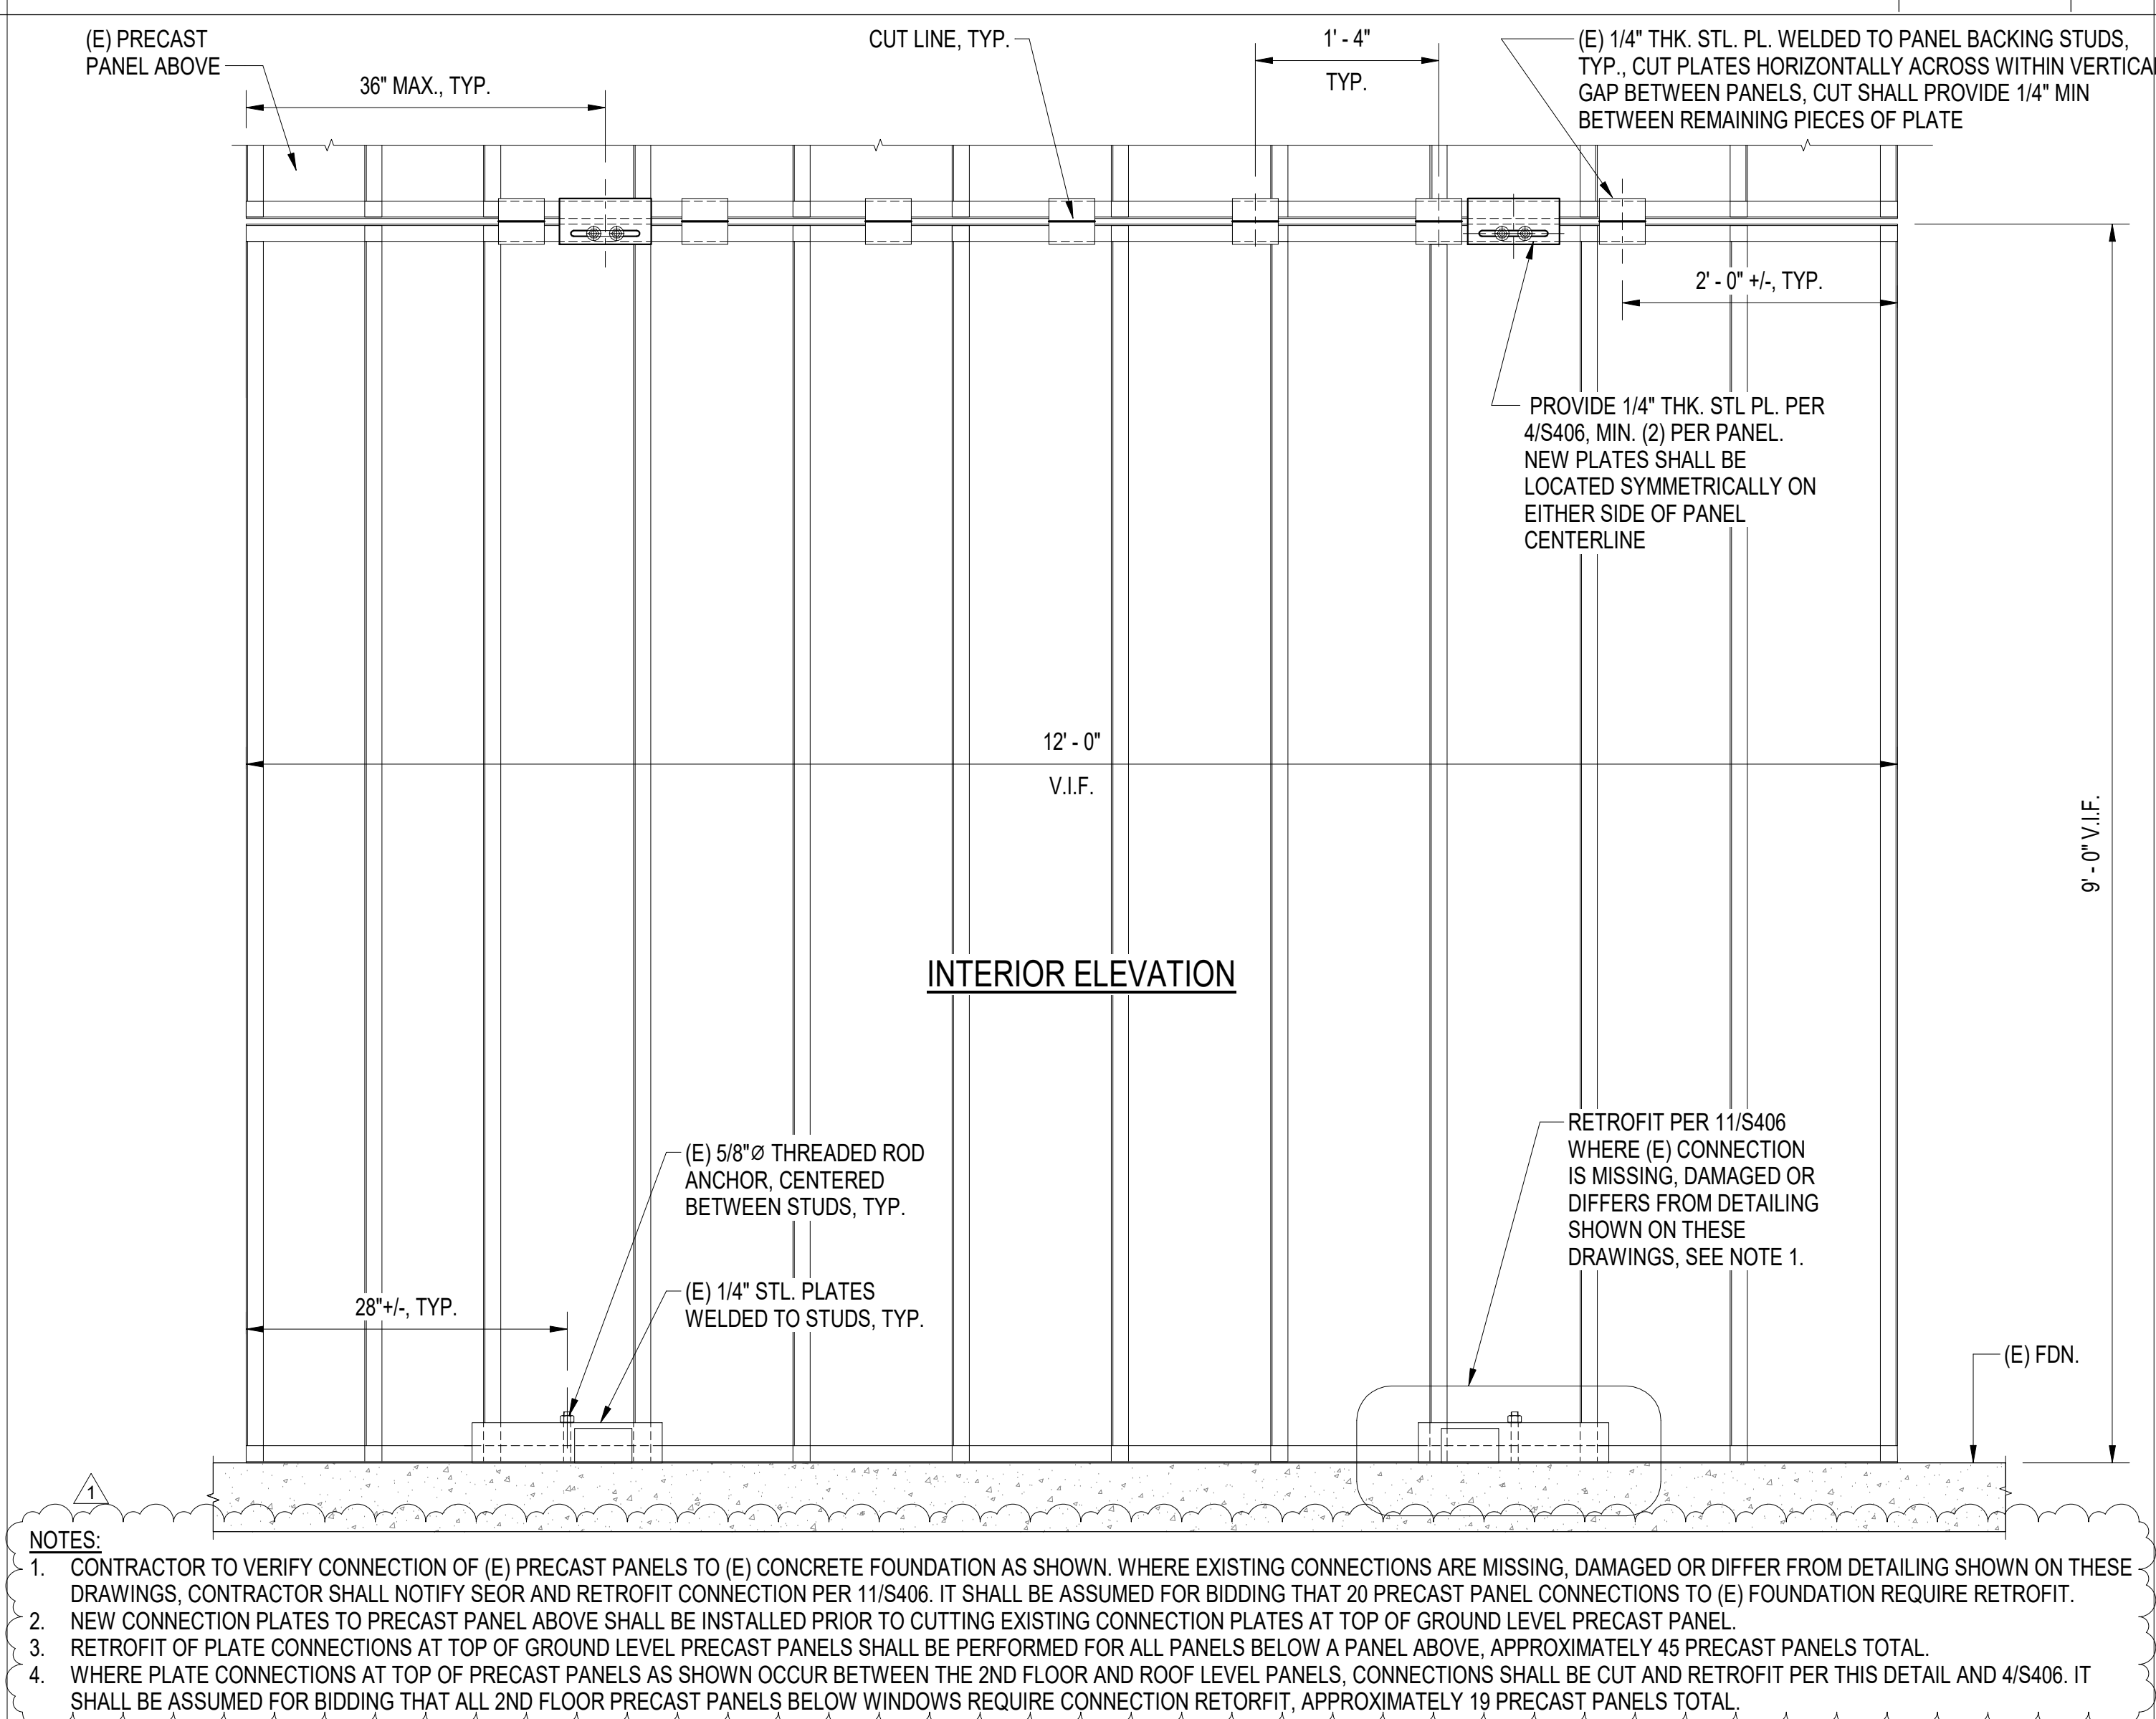 (E) PRECAST
PANEL ABOVE
36" MAX., TYP.
CUT LINE, TYP.
1' - 4"
TYP.
(E) 1/4" THK. STL. PL. WELDED TO PANEL BACKING STUDS,
TYP., CUT PLATES HORIZONTALLY ACROSS WITHIN VERTICAL
GAP BETWEEN PANELS, CUT SHALL PROVIDE 1/4" MIN
BETWEEN REMAINING PIECES OF PLATE
2' - 0" +/-, TYP.
PROVIDE 1/4" THK. STL PL. PER
4/S406, MIN. (2) PER PANEL.
NEW PLATES SHALL BE
LOCATED SYMMETRICALLY ON
EITHER SIDE OF PANEL
CENTERLINE
12' - 0"
V.I.F.
9' - 0" V.I.F.
INTERIOR ELEVATION
(E) 5/8"Ø THREADED ROD
ANCHOR, CENTERED
BETWEEN STUDS, TYP.
RETROFIT PER 11/S406
WHERE (E) CONNECTION
IS MISSING, DAMAGED OR
DIFFERS FROM DETAILING
SHOWN ON THESE
DRAWINGS, SEE NOTE 1.
(E) 1/4" STL. PLATES
WELDED TO STUDS, TYP.
28"+/-, TYP.
(E) FDN.
1
NOTES:
1. CONTRACTOR TO VERIFY CONNECTION OF (E) PRECAST PANELS TO (E) CONCRETE FOUNDATION AS SHOWN. WHERE EXISTING CONNECTIONS ARE MISSING, DAMAGED OR DIFFER FROM DETAILING SHOWN ON THESE
DRAWINGS, CONTRACTOR SHALL NOTIFY SEOR AND RETROFIT CONNECTION PER 11/S406. IT SHALL BE ASSUMED FOR BIDDING THAT 20 PRECAST PANEL CONNECTIONS TO (E) FOUNDATION REQUIRE RETROFIT.
2. NEW CONNECTION PLATES TO PRECAST PANEL ABOVE SHALL BE INSTALLED PRIOR TO CUTTING EXISTING CONNECTION PLATES AT TOP OF GROUND LEVEL PRECAST PANEL.
3. RETROFIT OF PLATE CONNECTIONS AT TOP OF GROUND LEVEL PRECAST PANELS SHALL BE PERFORMED FOR ALL PANELS BELOW A PANEL ABOVE, APPROXIMATELY 45 PRECAST PANELS TOTAL.
4. WHERE PLATE CONNECTIONS AT TOP OF PRECAST PANELS AS SHOWN OCCUR BETWEEN THE 2ND FLOOR AND ROOF LEVEL PANELS, CONNECTIONS SHALL BE CUT AND RETROFIT PER THIS DETAIL AND 4/S406. IT
SHALL BE ASSUMED FOR BIDDING THAT ALL 2ND FLOOR PRECAST PANELS BELOW WINDOWS REQUIRE CONNECTION RETORFIT, APPROXIMATELY 19 PRECAST PANELS TOTAL.